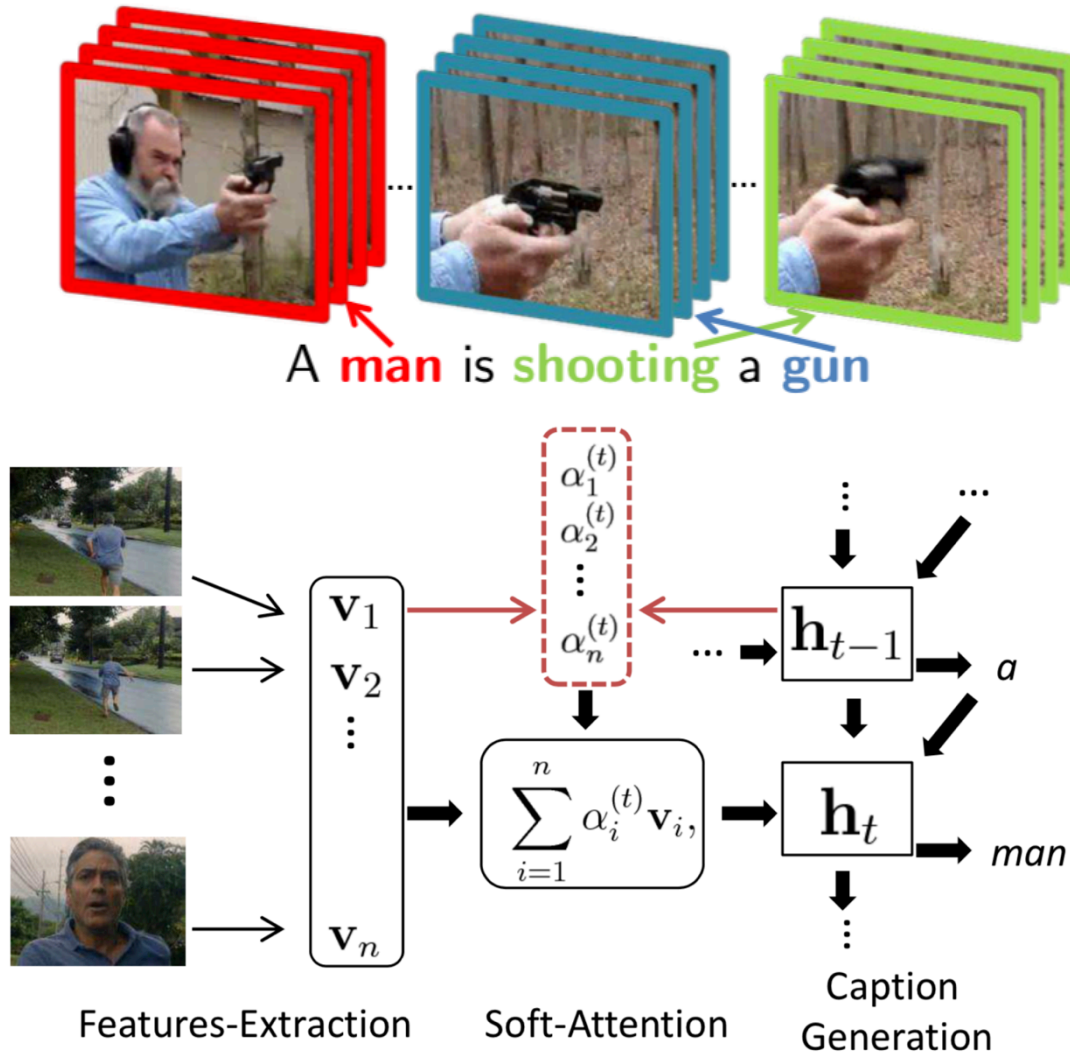 ...
...
A man is shooting a gun
α₁⁽ᵗ⁾
α₂⁽ᵗ⁾
⋮
αₙ⁽ᵗ⁾
⋮
...
v₁
v₂
⋮
vₙ
⋮
...
hₜ₋₁
a
∑ᵢ₌₁ⁿ αᵢ⁽ᵗ⁾vᵢ,
hₜ
man
⋮
Features-Extraction
Soft-Attention
Caption
Generation